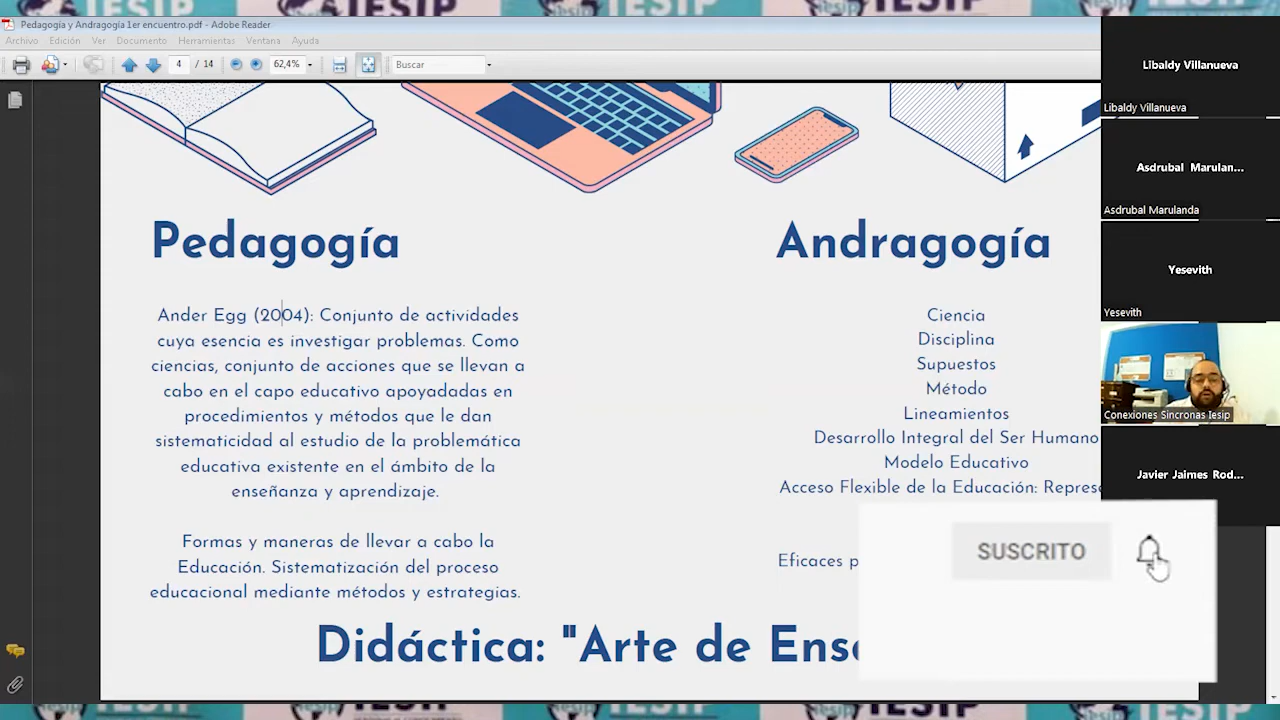 Pedagogía y Andragogía 1er encuentro.pdf - Adobe Reader
Archivo Edición Ver Documento Herramientas Ventana Ayuda
4 / 14 62,4% Buscar
Pedagogía
Ander Egg (2004): Conjunto de actividades
cuya esencia es investigar problemas. Como
ciencias, conjunto de acciones que se llevan a
cabo en el capo educativo apoyadadas en
procedimientos y métodos que le dan
sistematicidad al estudio de la problemática
educativa existente en el ámbito de la
enseñanza y aprendizaje.
Formas y maneras de llevar a cabo la
Educación. Sistematización del proceso
educacional mediante métodos y estrategias.
Andragogía
Ciencia
Disciplina
Supuestos
Método
Lineamientos
Desarrollo Integral del Ser Humano
Modelo Educativo
Acceso Flexible de la Educación: Represe
Eficaces p
Didáctica: "Arte de Ense
Libaldy Villanueva
Libaldy Villanueva
Asdrubal Marulan...
Asdrubal Marulanda
Yesevith
Yesevith
Conexiones Sincronas Iesip
Javier Jaimes Rod...
SUSCRITO